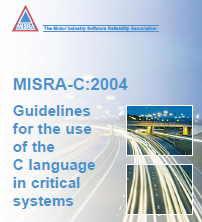 MISRA
The Motor Industry Software Reliability Association
MISRA-C:2004
Guidelines
for the use
of the
C language
in critical
systems